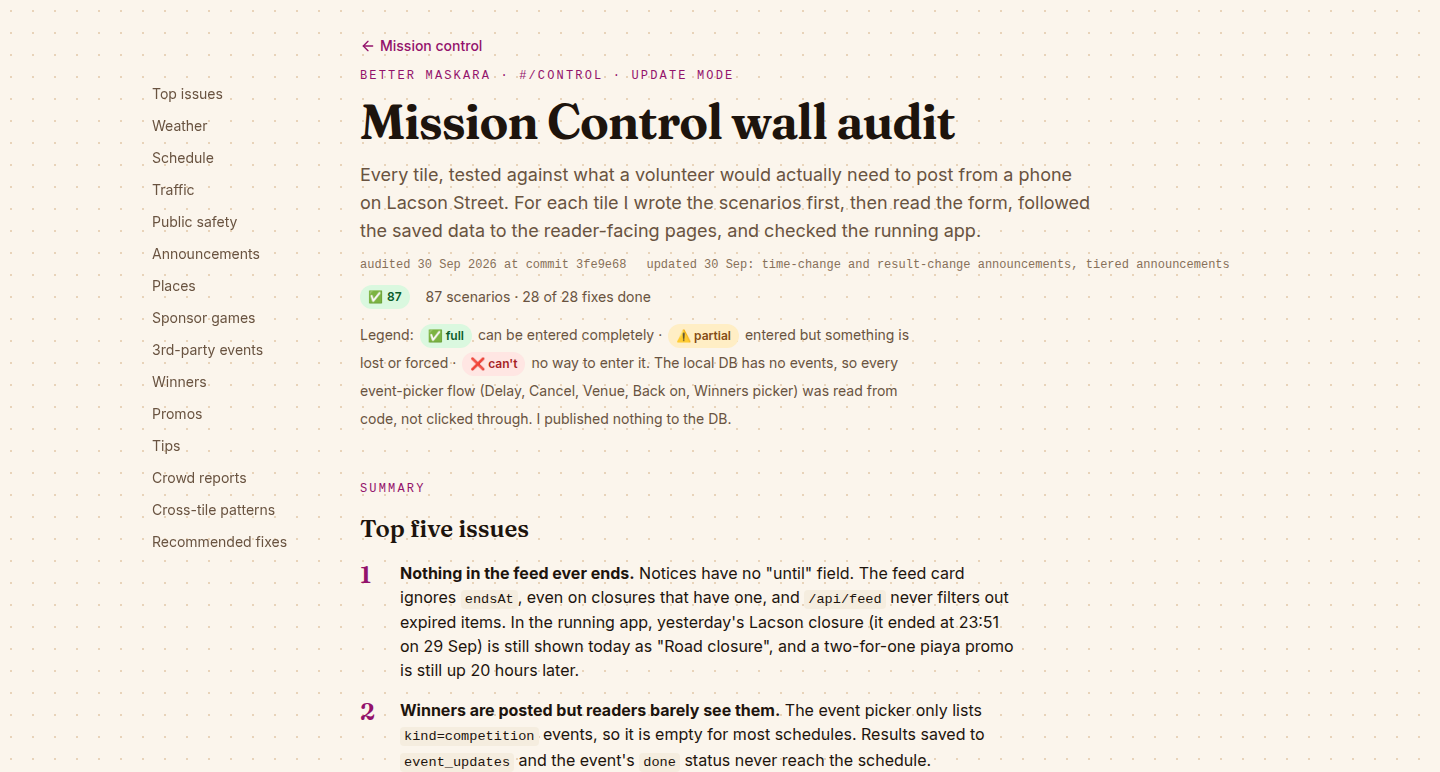 ← Mission control
BETTER MASKARA · #/CONTROL · UPDATE MODE
Mission Control wall audit
Every tile, tested against what a volunteer would actually need to post from a phone
on Lacson Street. For each tile I wrote the scenarios first, then read the form, followed
the saved data to the reader-facing pages, and checked the running app.
audited 30 Sep 2026 at commit 3fe9e68 updated 30 Sep: time-change and result-change announcements, tiered announcements
✅ 87 87 scenarios · 28 of 28 fixes done
Legend: ✅ full can be entered completely · ⚠️ partial entered but something is
lost or forced · ❌ can't no way to enter it. The local DB has no events, so every
event-picker flow (Delay, Cancel, Venue, Back on, Winners picker) was read from
code, not clicked through. I published nothing to the DB.
Top issues
Weather
Schedule
Traffic
Public safety
Announcements
Places
Sponsor games
3rd-party events
Winners
Promos
Tips
Crowd reports
Cross-tile patterns
Recommended fixes
SUMMARY
Top five issues
1 Nothing in the feed ever ends. Notices have no "until" field. The feed card
ignores endsAt, even on closures that have one, and /api/feed never filters out
expired items. In the running app, yesterday's Lacson closure (it ended at 23:51
on 29 Sep) is still shown today as "Road closure", and a two-for-one piaya promo
is still up 20 hours later.
2 Winners are posted but readers barely see them. The event picker only lists
kind=competition events, so it is empty for most schedules. Results saved to
event_updates and the event's done status never reach the schedule.